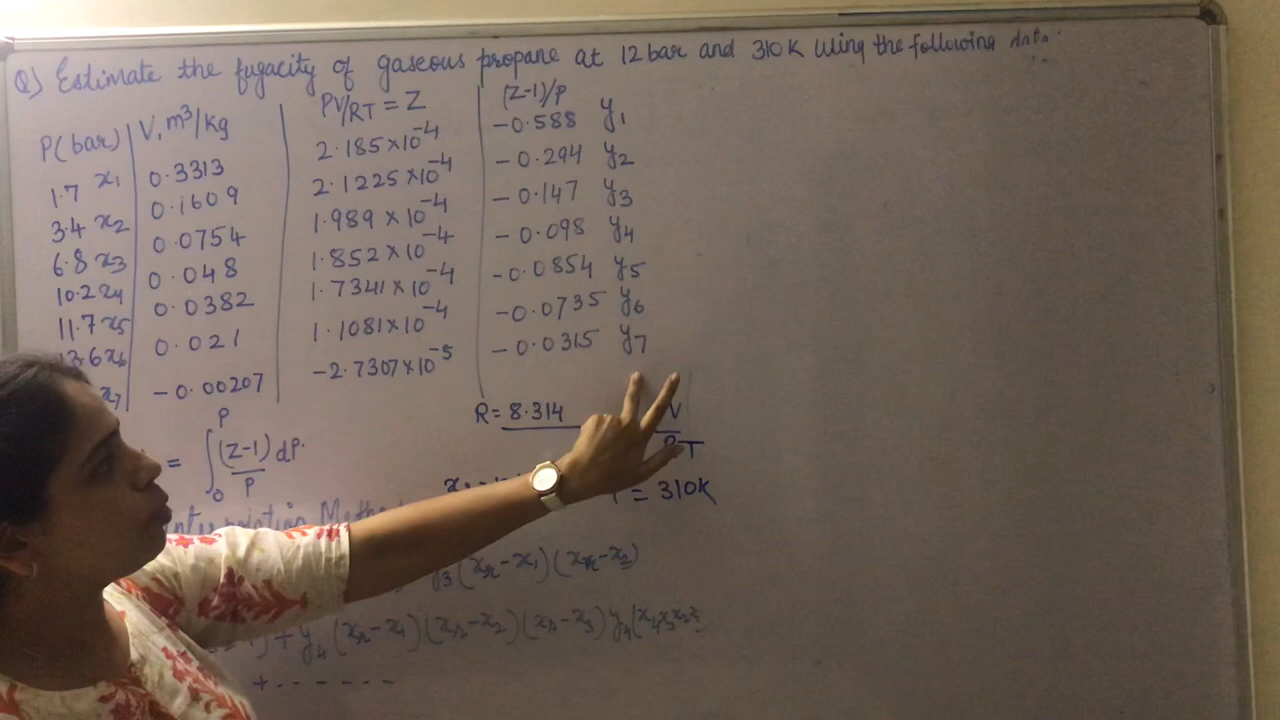 Q) Estimate the fugacity of gaseous propane at 12 bar and 310 K using the following data.
P(bar) V, m³/kg PV/RT = Z (Z-1)/P
1.7 x₁ 0.3313 2.185×10⁻⁴ -0.588 y₁
3.4 x₂ 0.1609 2.1225×10⁻⁴ -0.294 y₂
6.8 x₃ 0.0754 1.989×10⁻⁴ -0.147 y₃
10.2 x₄ 0.048 1.852×10⁻⁴ -0.098 y₄
11.7 x₅ 0.0382 1.7341×10⁻⁴ -0.0854 y₅
13.6 x₆ 0.021 1.1081×10⁻⁴ -0.0735 y₆
x₇ -0.00207 -2.7307×10⁻⁵ -0.0315 y₇
R = 8.314 V
RT
= ∫₀ᴾ (Z-1)/P dP.
= 310K
y₃(xₙ-x₁)(xₙ-x₂)
+ y₄(xₙ-x₁)(xₙ-x₂)(xₙ-x₃)
+ - - - - - -